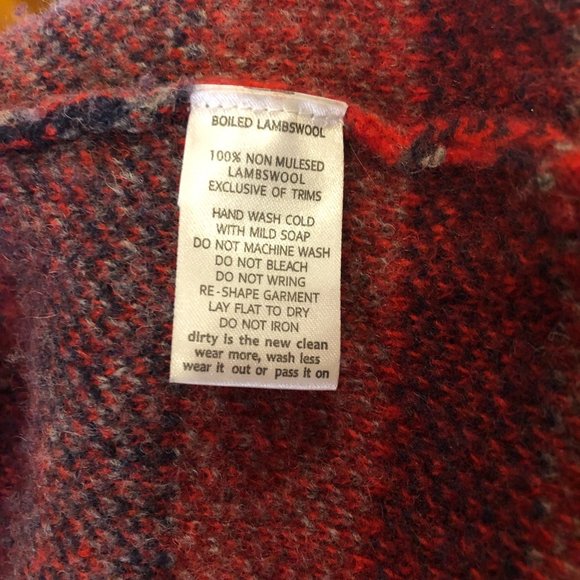 BOILED LAMBSWOOL
100% NON MULESED
LAMBSWOOL
EXCLUSIVE OF TRIMS
HAND WASH COLD
WITH MILD SOAP
DO NOT MACHINE WASH
DO NOT BLEACH
DO NOT WRING
RE-SHAPE GARMENT
LAY FLAT TO DRY
DO NOT IRON
dirty is the new clean
wear more, wash less
wear it out or pass it on